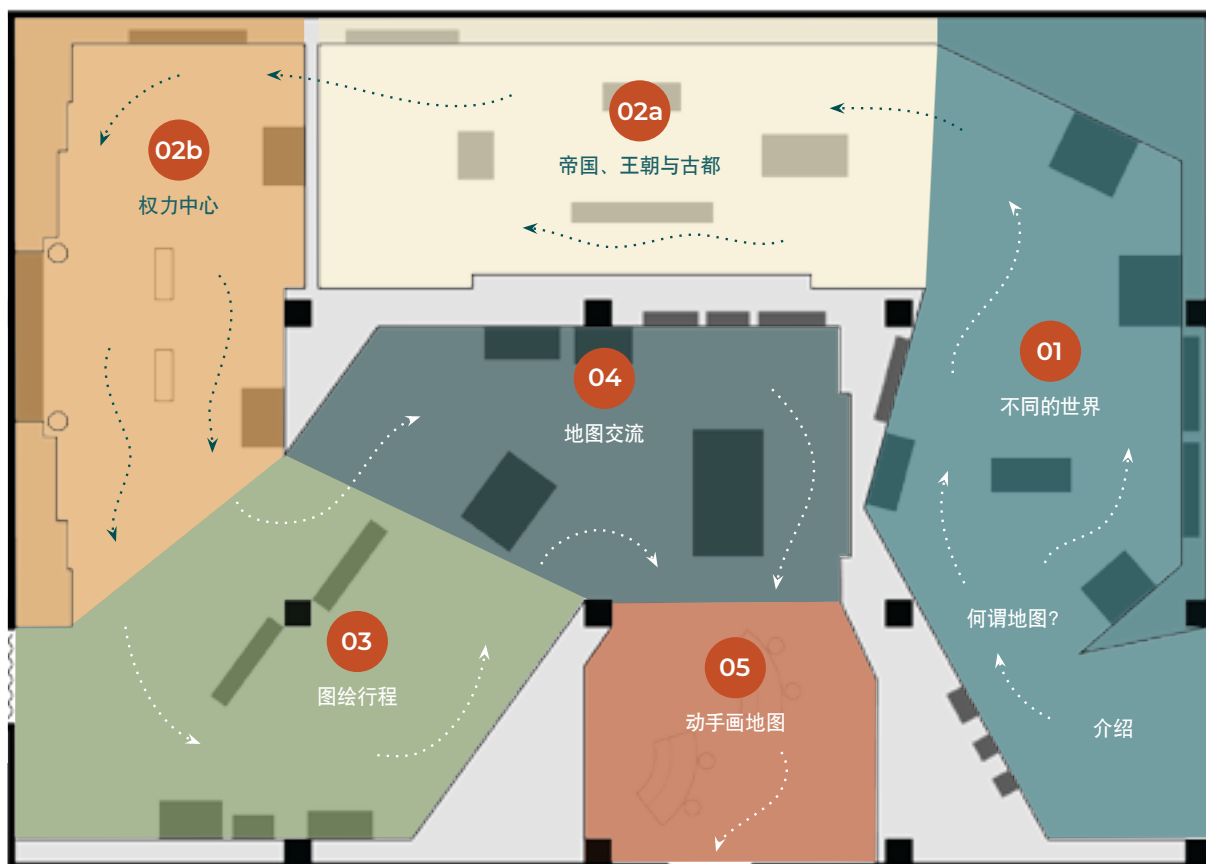 介绍
何谓地图?
01
不同的世界
02a
帝国、王朝与古都
02b
权力中心
03
图绘行程
04
地图交流
05
动手画地图